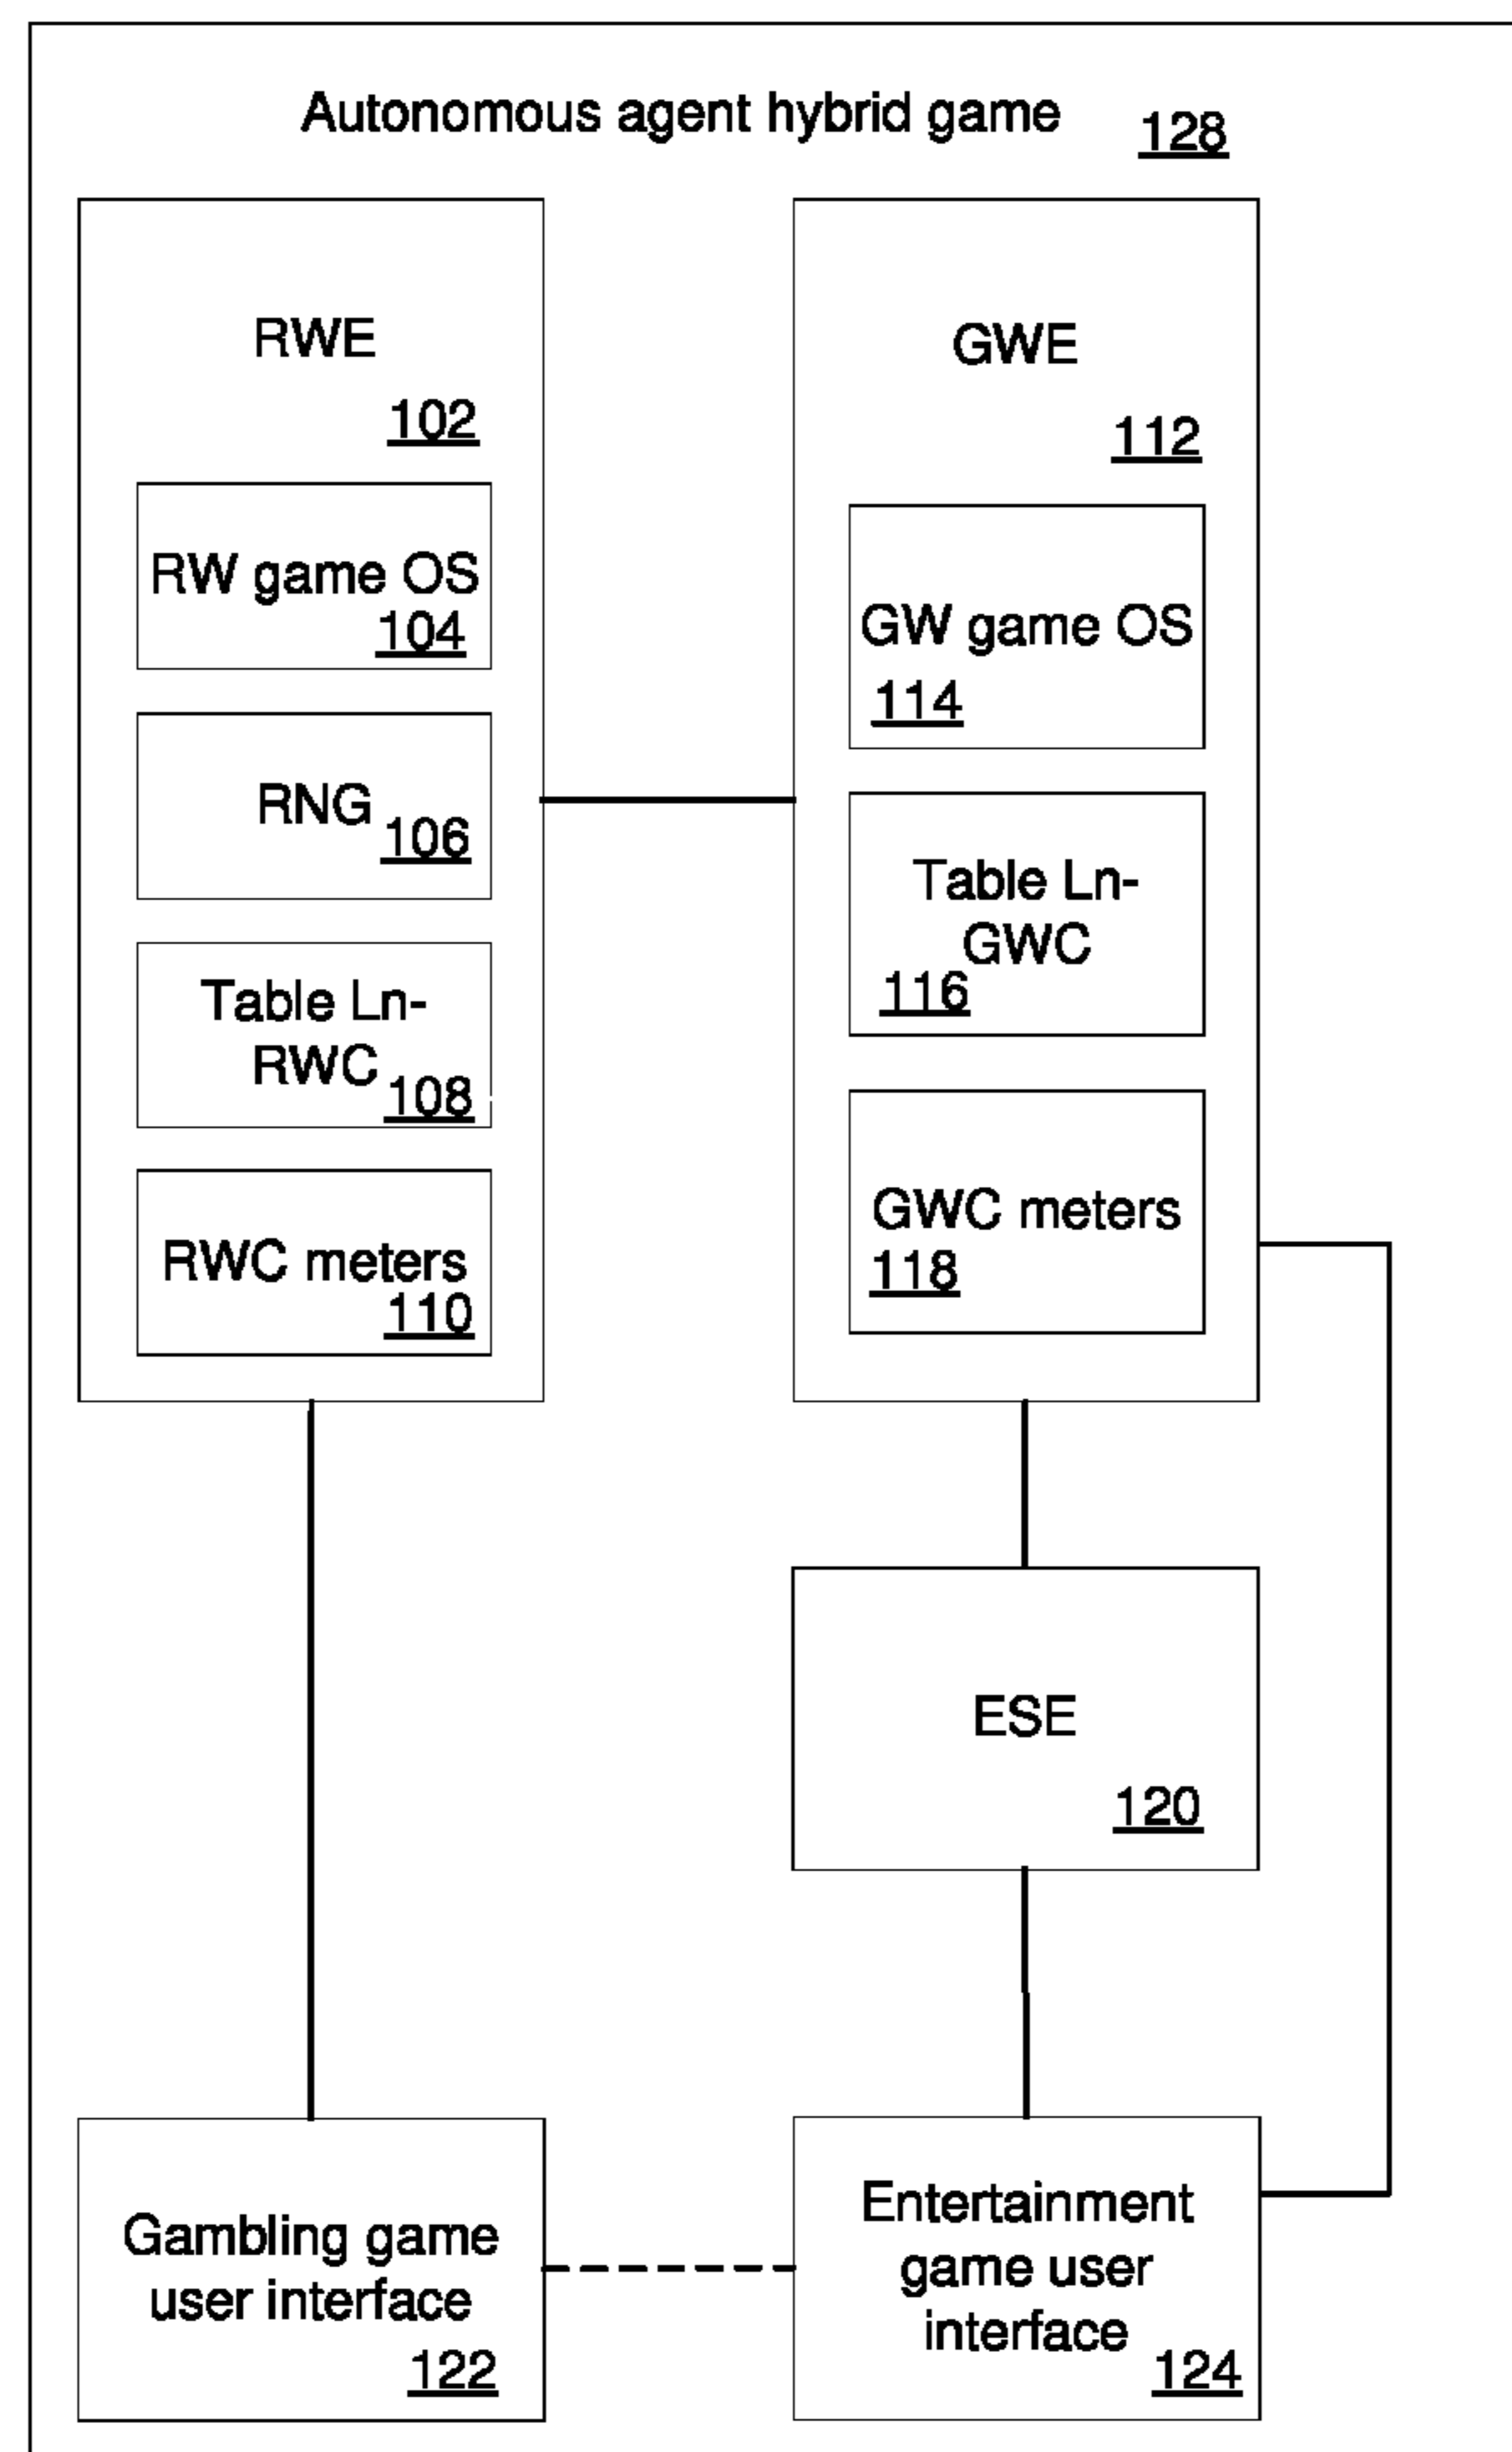 Autonomous agent hybrid game
128
RWE
102
RW game OS
104
RNG
106
Table Ln-
RWC
108
RWC meters
110
GWE
112
GW game OS
114
Table Ln-
GWC
116
GWC meters
118
ESE
120
Gambling game
user interface
122
Entertainment
game user
interface
124